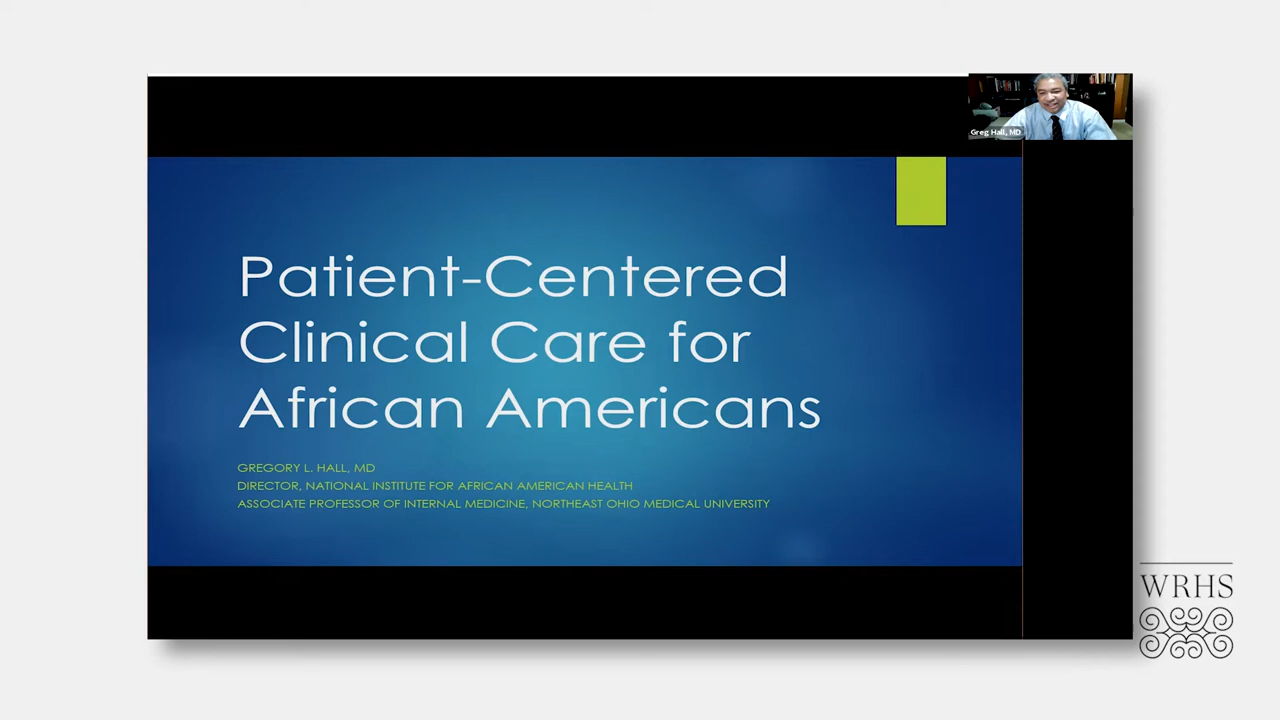 Greg Hall, MD
Patient-Centered
Clinical Care for
African Americans
GREGORY L. HALL, MD
DIRECTOR, NATIONAL INSTITUTE FOR AFRICAN AMERICAN HEALTH
ASSOCIATE PROFESSOR OF INTERNAL MEDICINE, NORTHEAST OHIO MEDICAL UNIVERSITY
WRHS